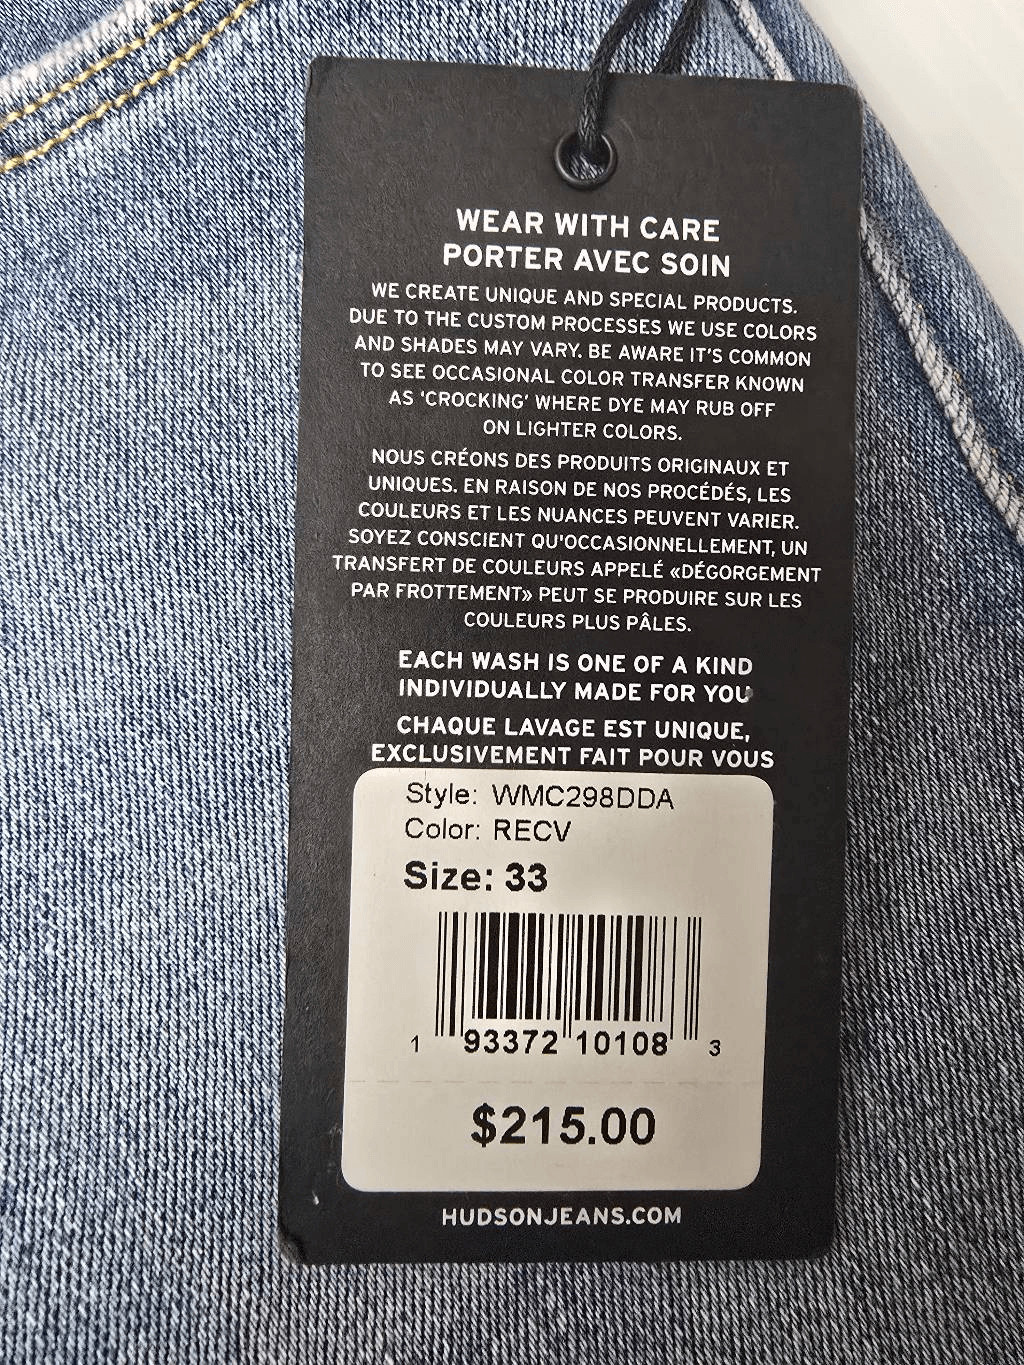 WEAR WITH CARE
PORTER AVEC SOIN
WE CREATE UNIQUE AND SPECIAL PRODUCTS.
DUE TO THE CUSTOM PROCESSES WE USE COLORS
AND SHADES MAY VARY. BE AWARE IT'S COMMON
TO SEE OCCASIONAL COLOR TRANSFER KNOWN
AS 'CROCKING' WHERE DYE MAY RUB OFF
ON LIGHTER COLORS.
NOUS CRÉONS DES PRODUITS ORIGINAUX ET
UNIQUES. EN RAISON DE NOS PROCÉDÉS, LES
COULEURS ET LES NUANCES PEUVENT VARIER.
SOYEZ CONSCIENT QU'OCCASIONNELLEMENT, UN
TRANSFERT DE COULEURS APPELÉ «DÉGORGEMENT
PAR FROTTEMENT» PEUT SE PRODUIRE SUR LES
COULEURS PLUS PÂLES.
EACH WASH IS ONE OF A KIND
INDIVIDUALLY MADE FOR YOU
CHAQUE LAVAGE EST UNIQUE,
EXCLUSIVEMENT FAIT POUR VOUS
Style: WMC298DDA
Color: RECV
Size: 33
1 93372 10108 3
$215.00
HUDSONJEANS.COM